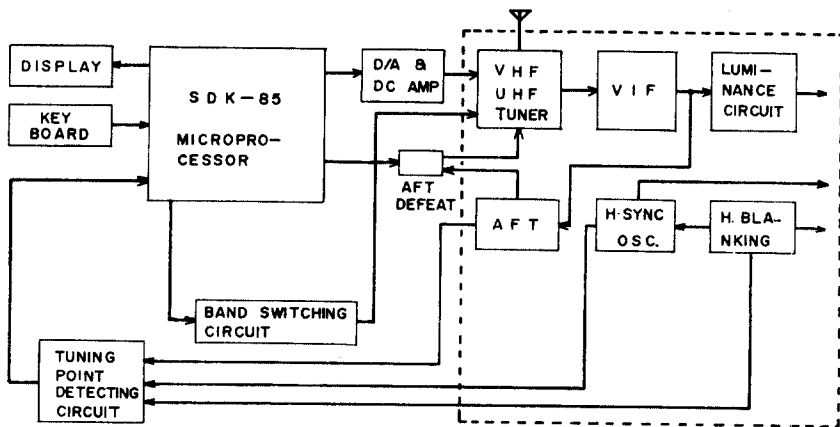 DISPLAY
KEY
BOARD
SDK-85
MICROPRO-
CESSOR
D/A &
DC AMP
VHF
UHF
TUNER
VIF
LUMI-
NANCE
CIRCUIT
AFT
DEFEAT
AFT
H·SYNC
OSC.
H. BLA-
NKING
BAND SWITCHING
CIRCUIT
TUNING
POINT
DETECTING
CIRCUIT